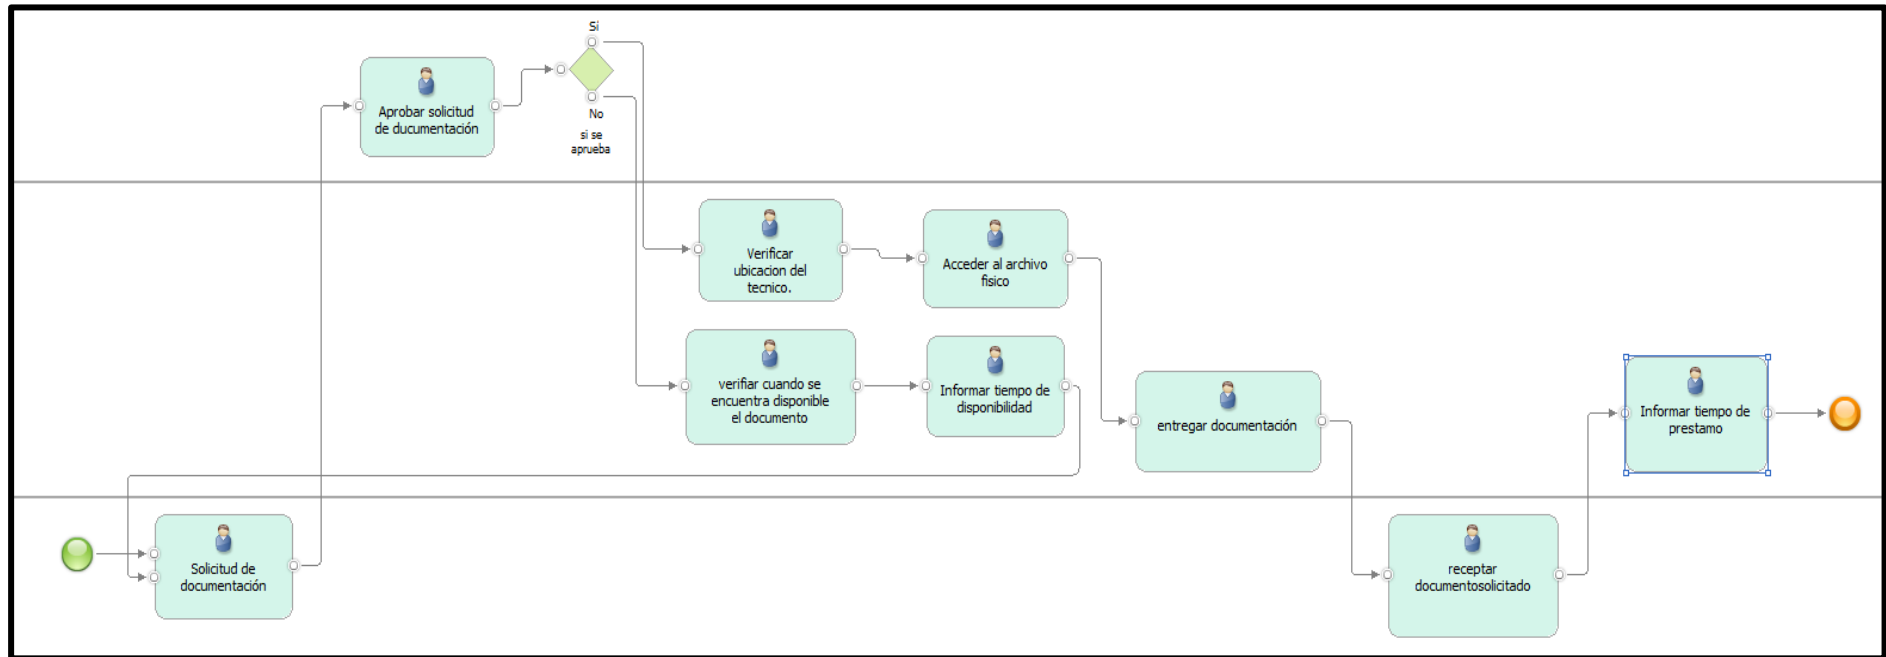 Si
Aprobar solicitud
de ducumentación
No
si se
aprueba
Verificar
ubicacion del
tecnico.
Acceder al archivo
fisico
verifiar cuando se
encuentra disponible
el documento
Informar tiempo de
disponibilidad
entregar documentación
Informar tiempo de
prestamo
Solicitud de
documentación
receptar
documentosolicitado